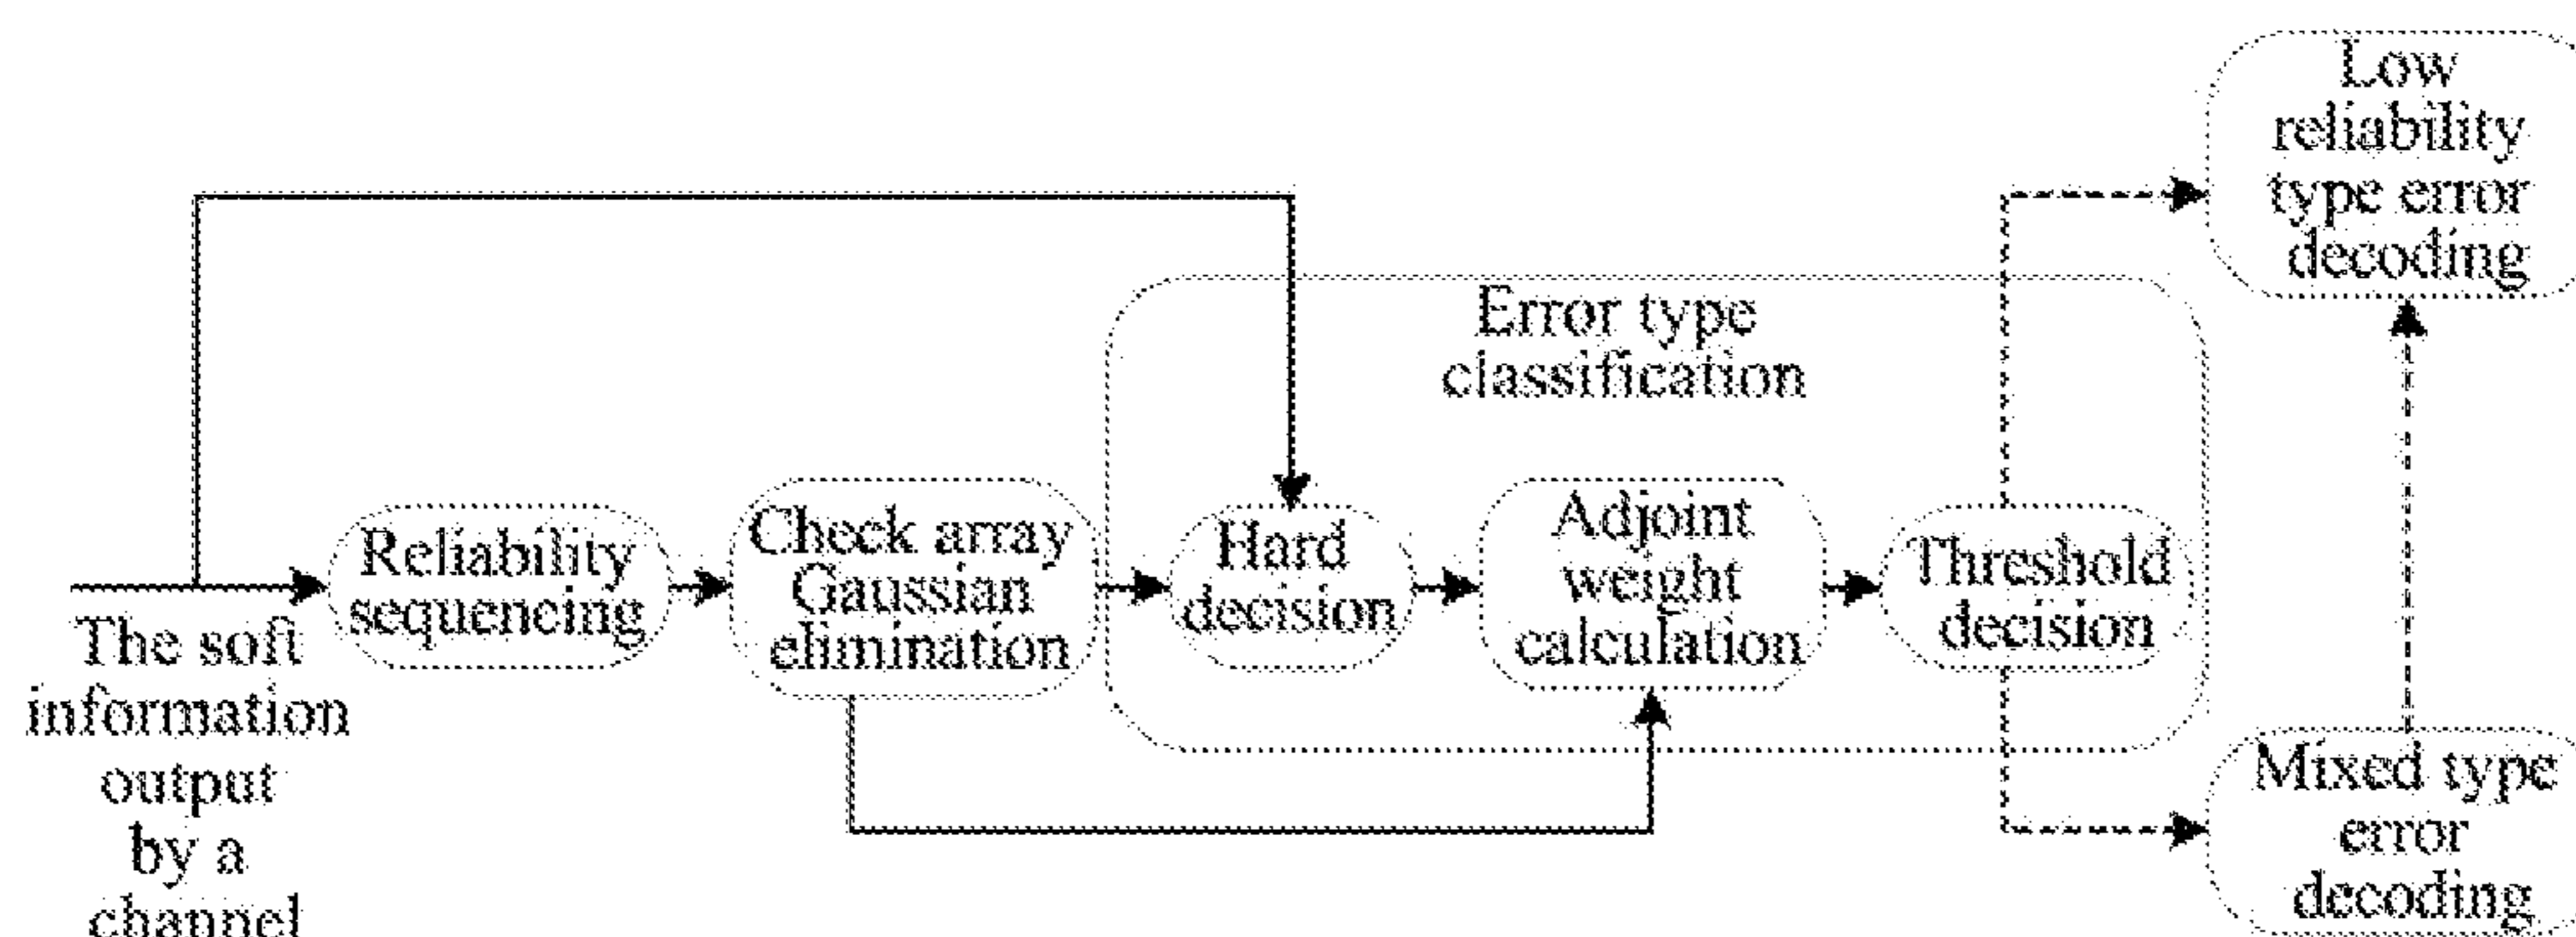 Low
reliability
type error
decoding
Error type
classification
Reliability
sequencing
Check array
Gaussian
elimination
Hard
decision
Adjoint
weight
calculation
Threshold
decision
The soft
information
output
by a
channel
Mixed type
error
decoding